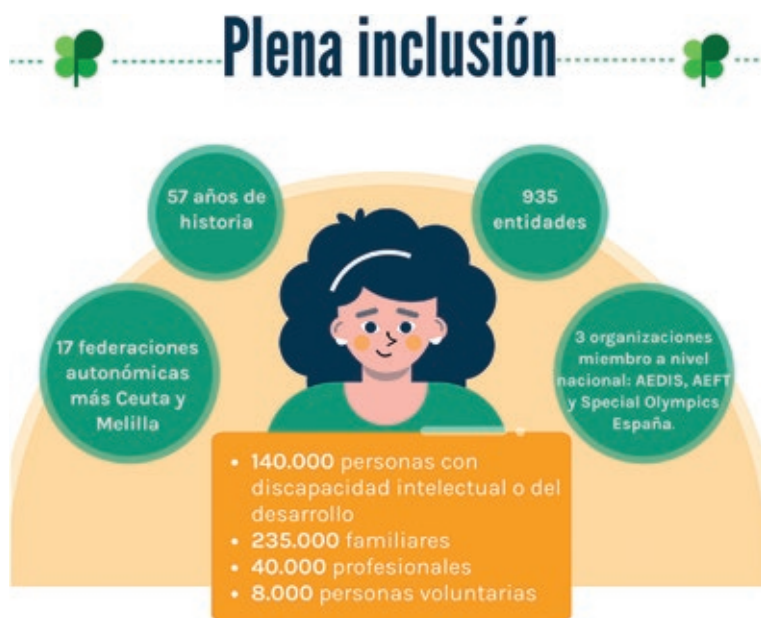 Plena inclusión
57 años de
historia
935
entidades
17 federaciones
autonómicas
más Ceuta y
Melilla
3 organizaciones
miembro a nivel
nacional: AEDIS, AEFT
y Special Olympics
España.
• 140.000 personas con
discapacidad intelectual o del
desarrollo
• 235.000 familiares
• 40.000 profesionales
• 8.000 personas voluntarias